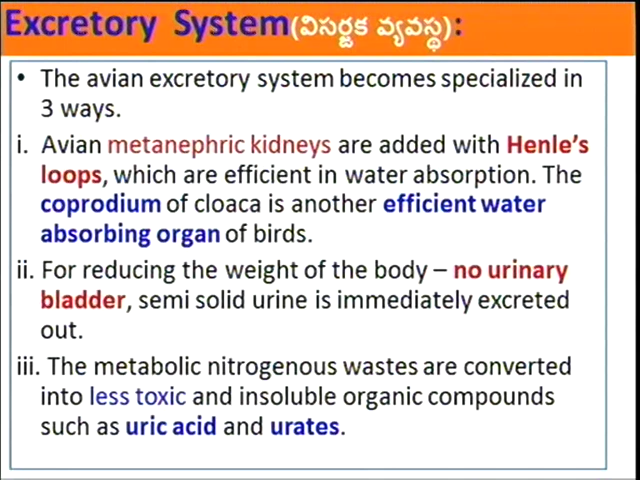 Excretory System(విసర్జక వ్యవస్థ):
• The avian excretory system becomes specialized in
3 ways.
i. Avian metanephric kidneys are added with Henle's
loops, which are efficient in water absorption. The
coprodium of cloaca is another efficient water
absorbing organ of birds.
ii. For reducing the weight of the body – no urinary
bladder, semi solid urine is immediately excreted
out.
iii. The metabolic nitrogenous wastes are converted
into less toxic and insoluble organic compounds
such as uric acid and urates.